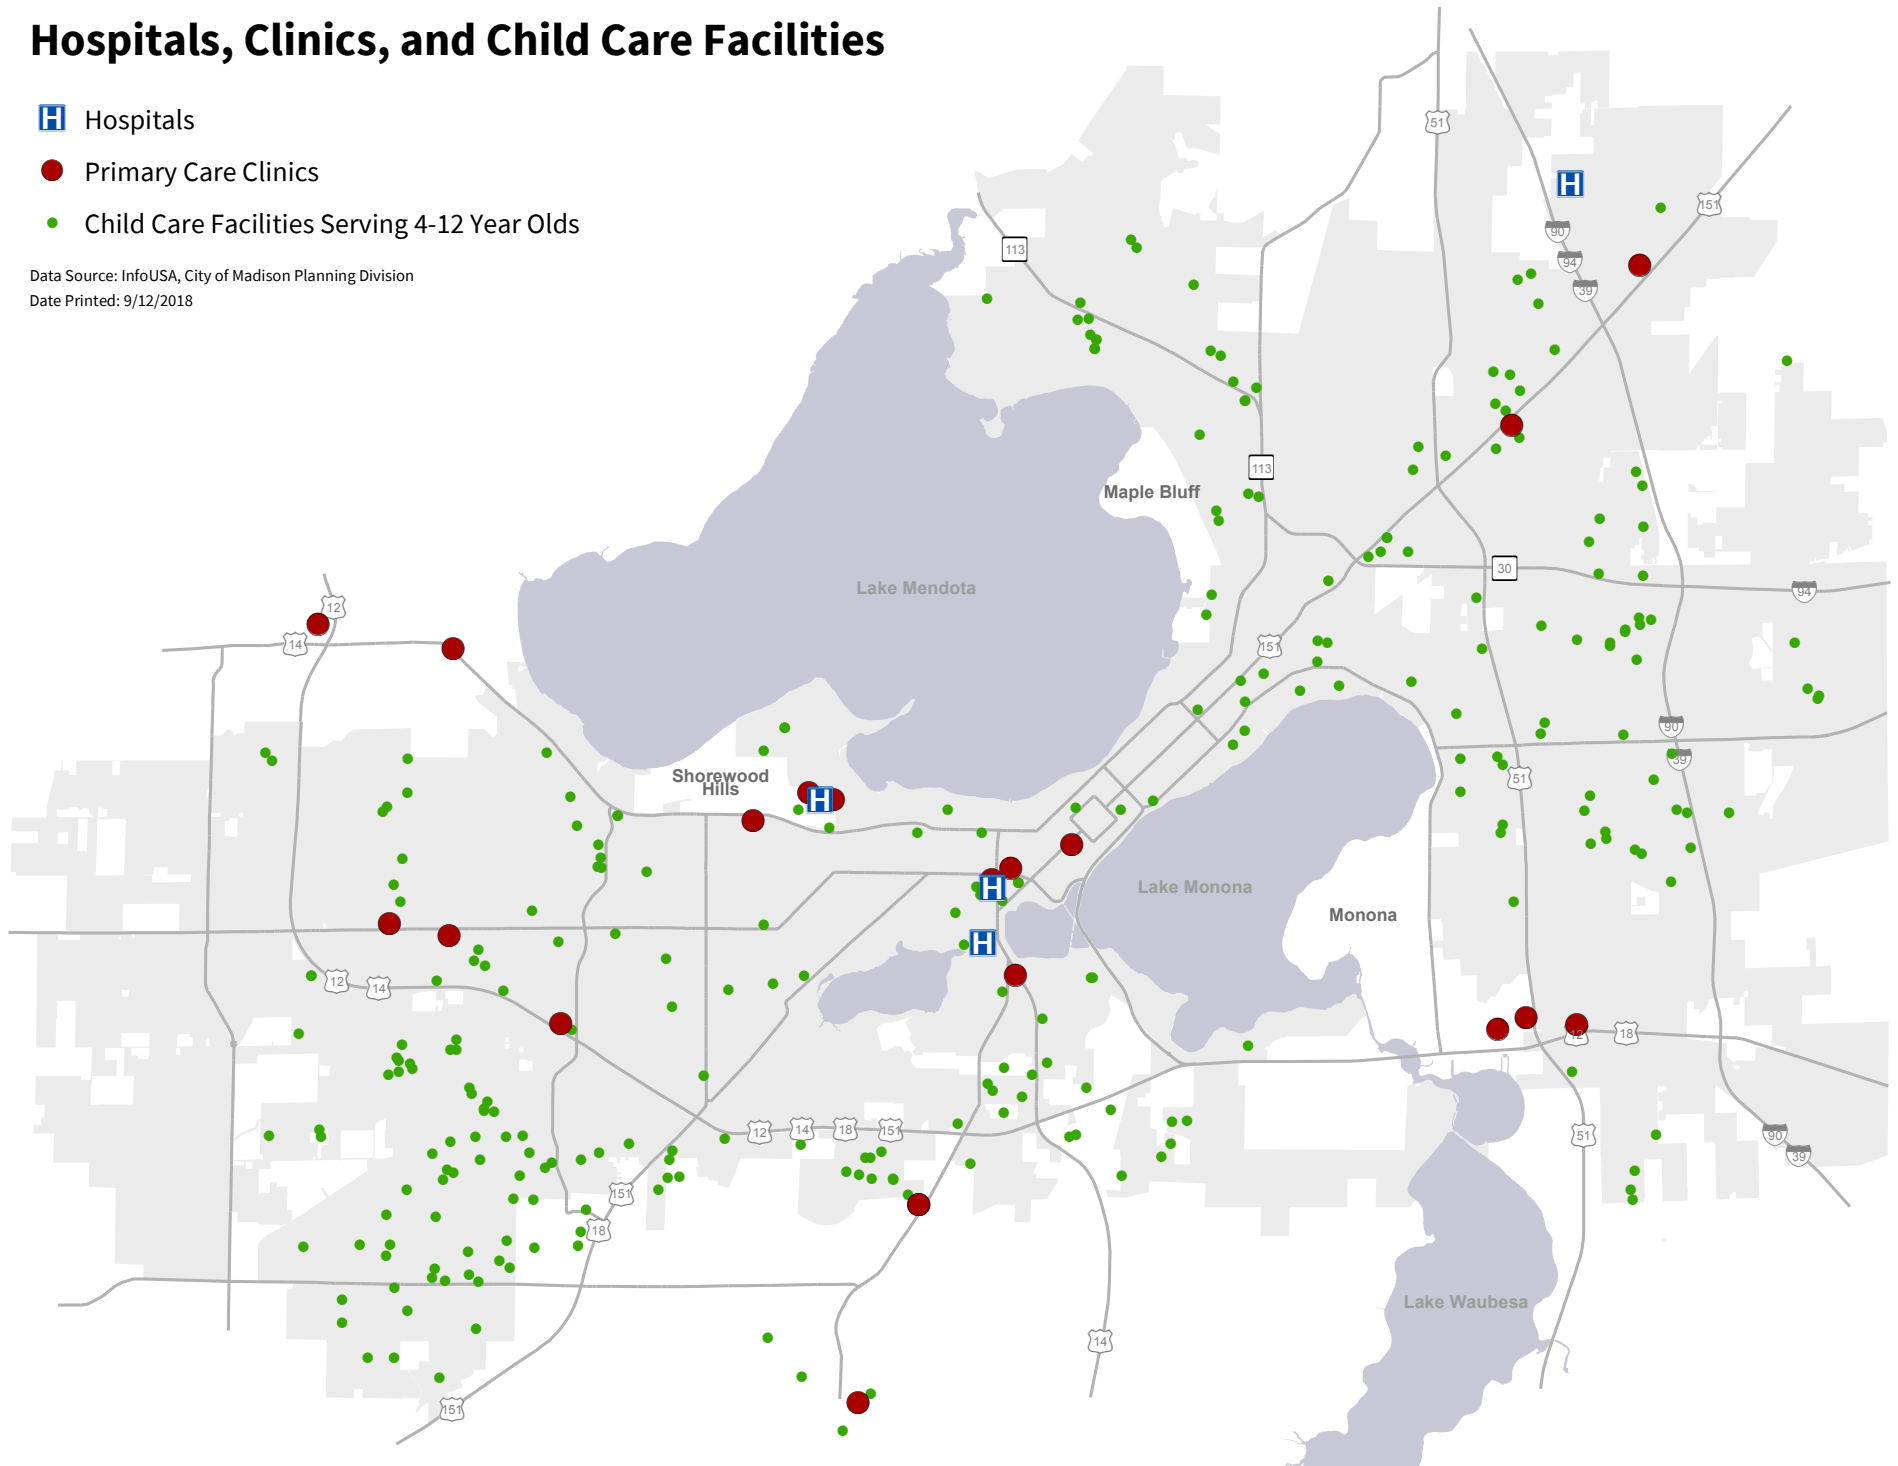 Hospitals, Clinics, and Child Care Facilities
H Hospitals
Primary Care Clinics
Child Care Facilities Serving 4-12 Year Olds
Data Source: InfoUSA, City of Madison Planning Division
Date Printed: 9/12/2018
51
H
151
90
113
94
39
113
Maple Bluff
30
Lake Mendota
94
12
14
151
90
39
Shorewood
Hills
51
H
Lake Monona
H
Monona
H
12
14
12
18
12
14
18
151
51
90
39
151
18
Lake Waubesa
14
151